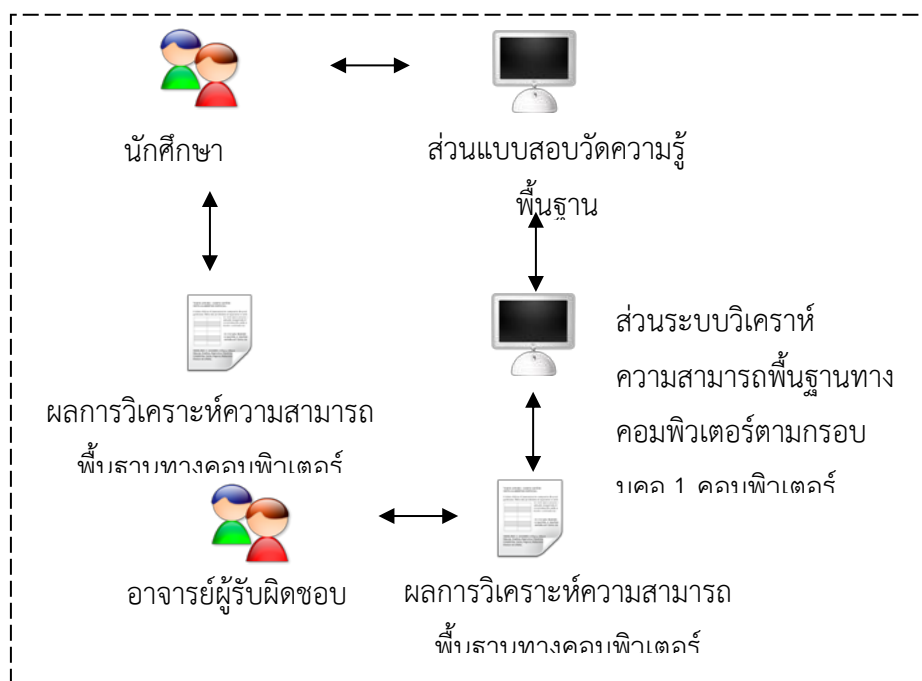 นักศึกษา
ส่วนแบบสอบวัดความรู้
พื้นฐาน
ส่วนระบบวิเคราห์
ความสามารถพื้นฐานทาง
คอมพิวเตอร์ตามกรอบ
มคอ 1 คอมพิวเตอร์
ผลการวิเคราะห์ความสามารถ
พื้นฐานทางคอมพิวเตอร์
อาจารย์ผู้รับผิดชอบ
ผลการวิเคราะห์ความสามารถ
พื้นฐานทางคอมพิวเตอร์